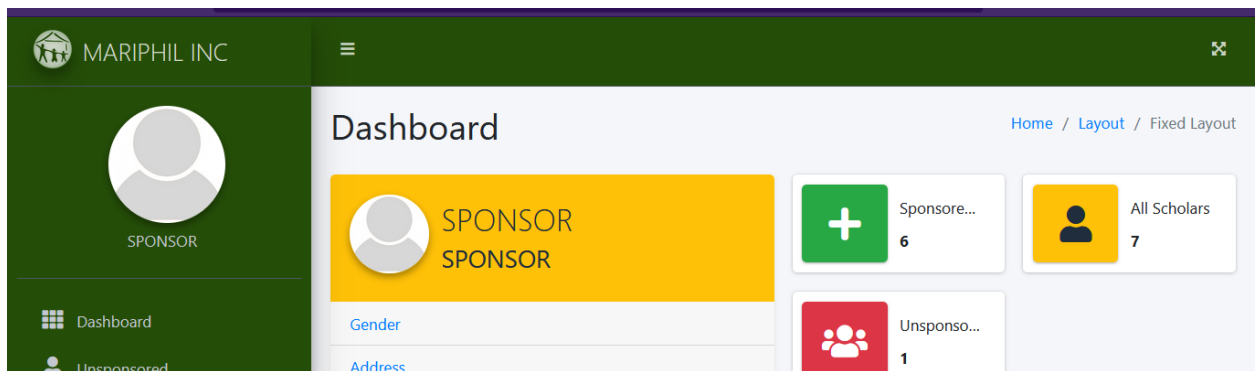 MARIPHIL INC
SPONSOR
Dashboard
Unsponsored
Dashboard
Home / Layout / Fixed Layout
SPONSOR
SPONSOR
Gender
Address
Sponsore...
6
All Scholars
7
Unsponso...
1